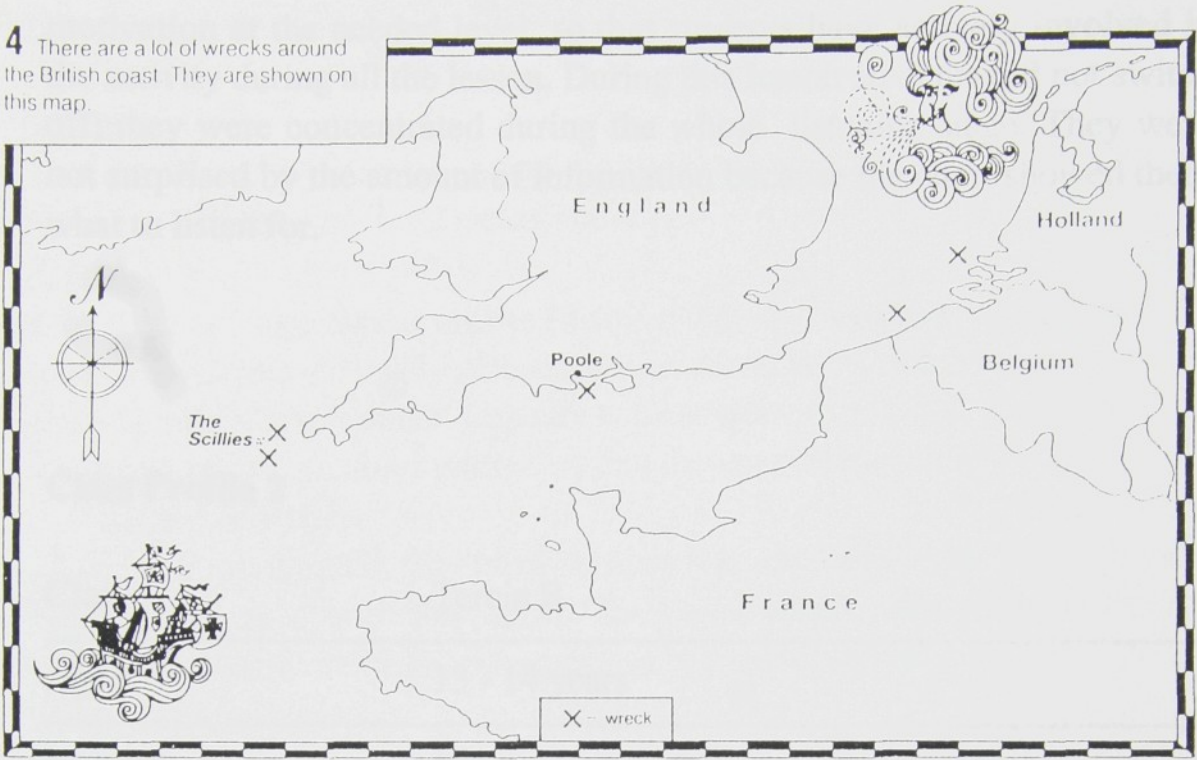 4 There are a lot of wrecks around
the British coast. They are shown on
this map.
England
Holland
N
Poole
Belgium
The
Scillies
France
X - wreck